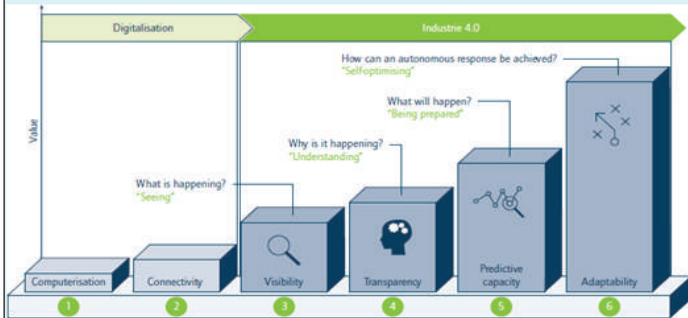 Digitalisation
Industrie 4.0
How can an autonomous response be achieved?
"Self-optimising"
What will happen?
"Being prepared"
Why is it happening?
"Understanding"
What is happening?
"Seeing"
Value
Computerisation
Connectivity
Visibility
Transparency
Predictive
capacity
Adaptability
1
2
3
4
5
6